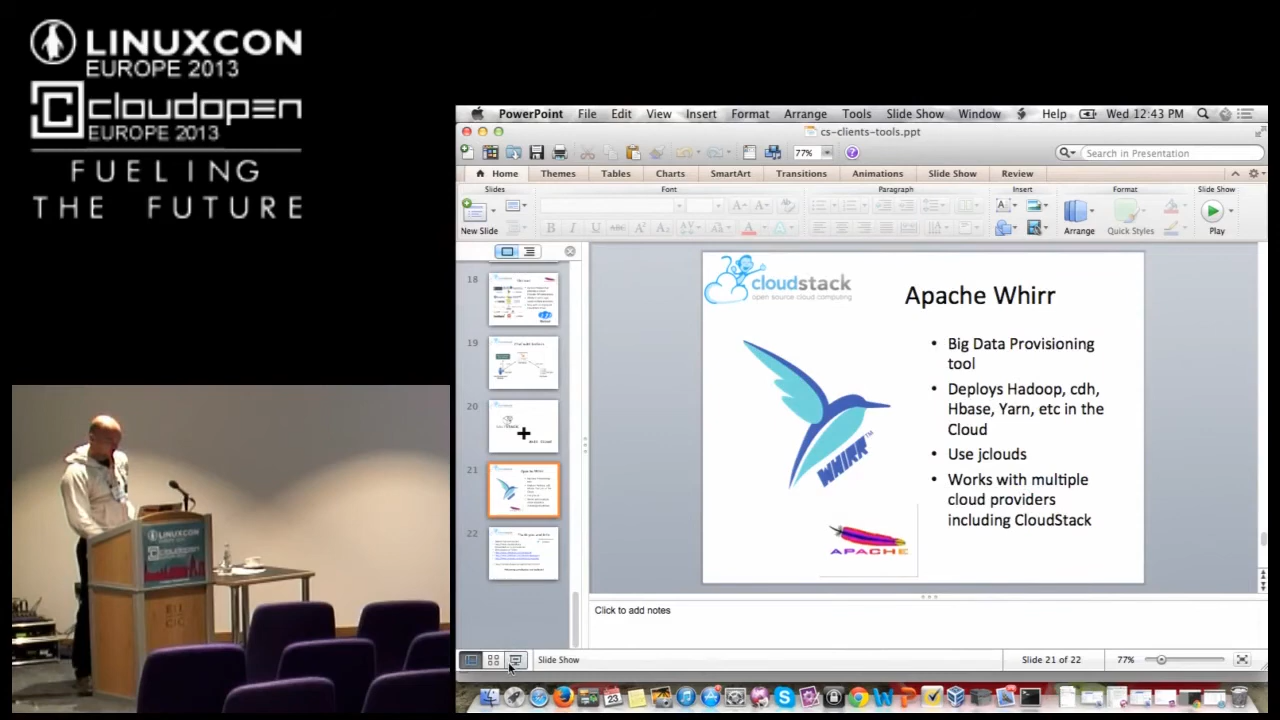 LINUXCON
EUROPE 2013
cloudopen
EUROPE 2013
FUELING
THE FUTURE
PowerPoint File Edit View Insert Format Arrange Tools Slide Show Window Help Wed 12:43 PM
cs-clients-tools.ppt
77%
Search in Presentation
Home Themes Tables Charts SmartArt Transitions Animations Slide Show Review
Slides Font Paragraph Insert Format Slide Show
New Slide Arrange Quick Styles Play
18
19
20
21
22
cloudstack
open source cloud computing
Apache Whirr
• Big Data Provisioning
tool
• Deploys Hadoop, cdh,
Hbase, Yarn, etc in the
Cloud
• Use jclouds
• Works with multiple
cloud providers
including CloudStack
WHIRR™
APACHE
Click to add notes
Slide Show
Slide 21 of 22
77%
LINUXCON
cloudopen